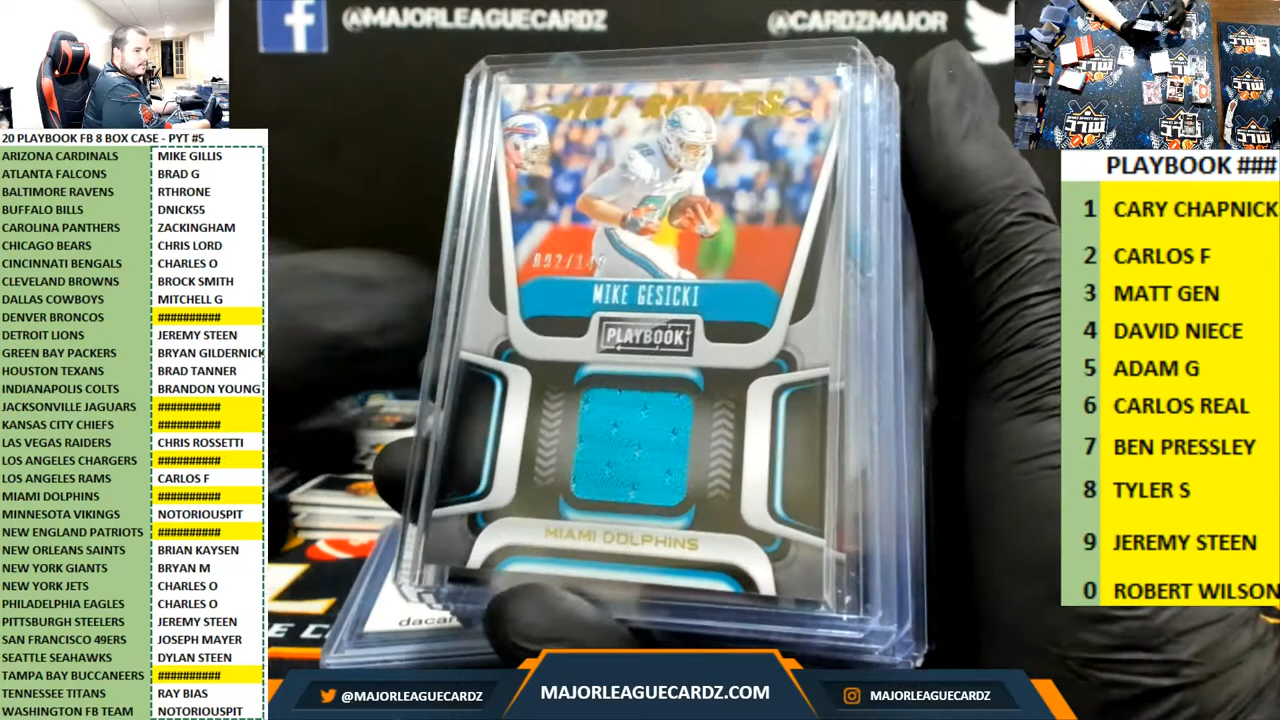 @MAJORLEAGUECARDZ
@CARDZMAJOR
20 PLAYBOOK FB 8 BOX CASE - PYT #5
ARIZONA CARDINALS MIKE GILLIS
ATLANTA FALCONS BRAD G
BALTIMORE RAVENS RTHRONE
BUFFALO BILLS DNICK55
CAROLINA PANTHERS ZACKINGHAM
CHICAGO BEARS CHRIS LORD
CINCINNATI BENGALS CHARLES O
CLEVELAND BROWNS BROCK SMITH
DALLAS COWBOYS MITCHELL G
DENVER BRONCOS ##########
DETROIT LIONS JEREMY STEEN
GREEN BAY PACKERS BRYAN GILDERNICK
HOUSTON TEXANS BRAD TANNER
INDIANAPOLIS COLTS BRANDON YOUNG
JACKSONVILLE JAGUARS ##########
KANSAS CITY CHIEFS ##########
LAS VEGAS RAIDERS CHRIS ROSSETTI
LOS ANGELES CHARGERS ##########
LOS ANGELES RAMS CARLOS F
MIAMI DOLPHINS ##########
MINNESOTA VIKINGS NOTORIOUSPIT
NEW ENGLAND PATRIOTS ##########
NEW ORLEANS SAINTS BRIAN KAYSEN
NEW YORK GIANTS BRYAN M
NEW YORK JETS CHARLES O
PHILADELPHIA EAGLES CHARLES O
PITTSBURGH STEELERS JEREMY STEEN
SAN FRANCISCO 49ERS JOSEPH MAYER
SEATTLE SEAHAWKS DYLAN STEEN
TAMPA BAY BUCCANEERS ##########
TENNESSEE TITANS RAY BIAS
WASHINGTON FB TEAM NOTORIOUSPIT
HOT ROUTES
MIKE GESICKI
PLAYBOOK
MIAMI DOLPHINS
dacar
PLAYBOOK ###
1 CARY CHAPNICK
2 CARLOS F
3 MATT GEN
4 DAVID NIECE
5 ADAM G
6 CARLOS REAL
7 BEN PRESSLEY
8 TYLER S
9 JEREMY STEEN
0 ROBERT WILSON
@MAJORLEAGUECARDZ
MAJORLEAGUECARDZ.COM
MAJORLEAGUECARDZ